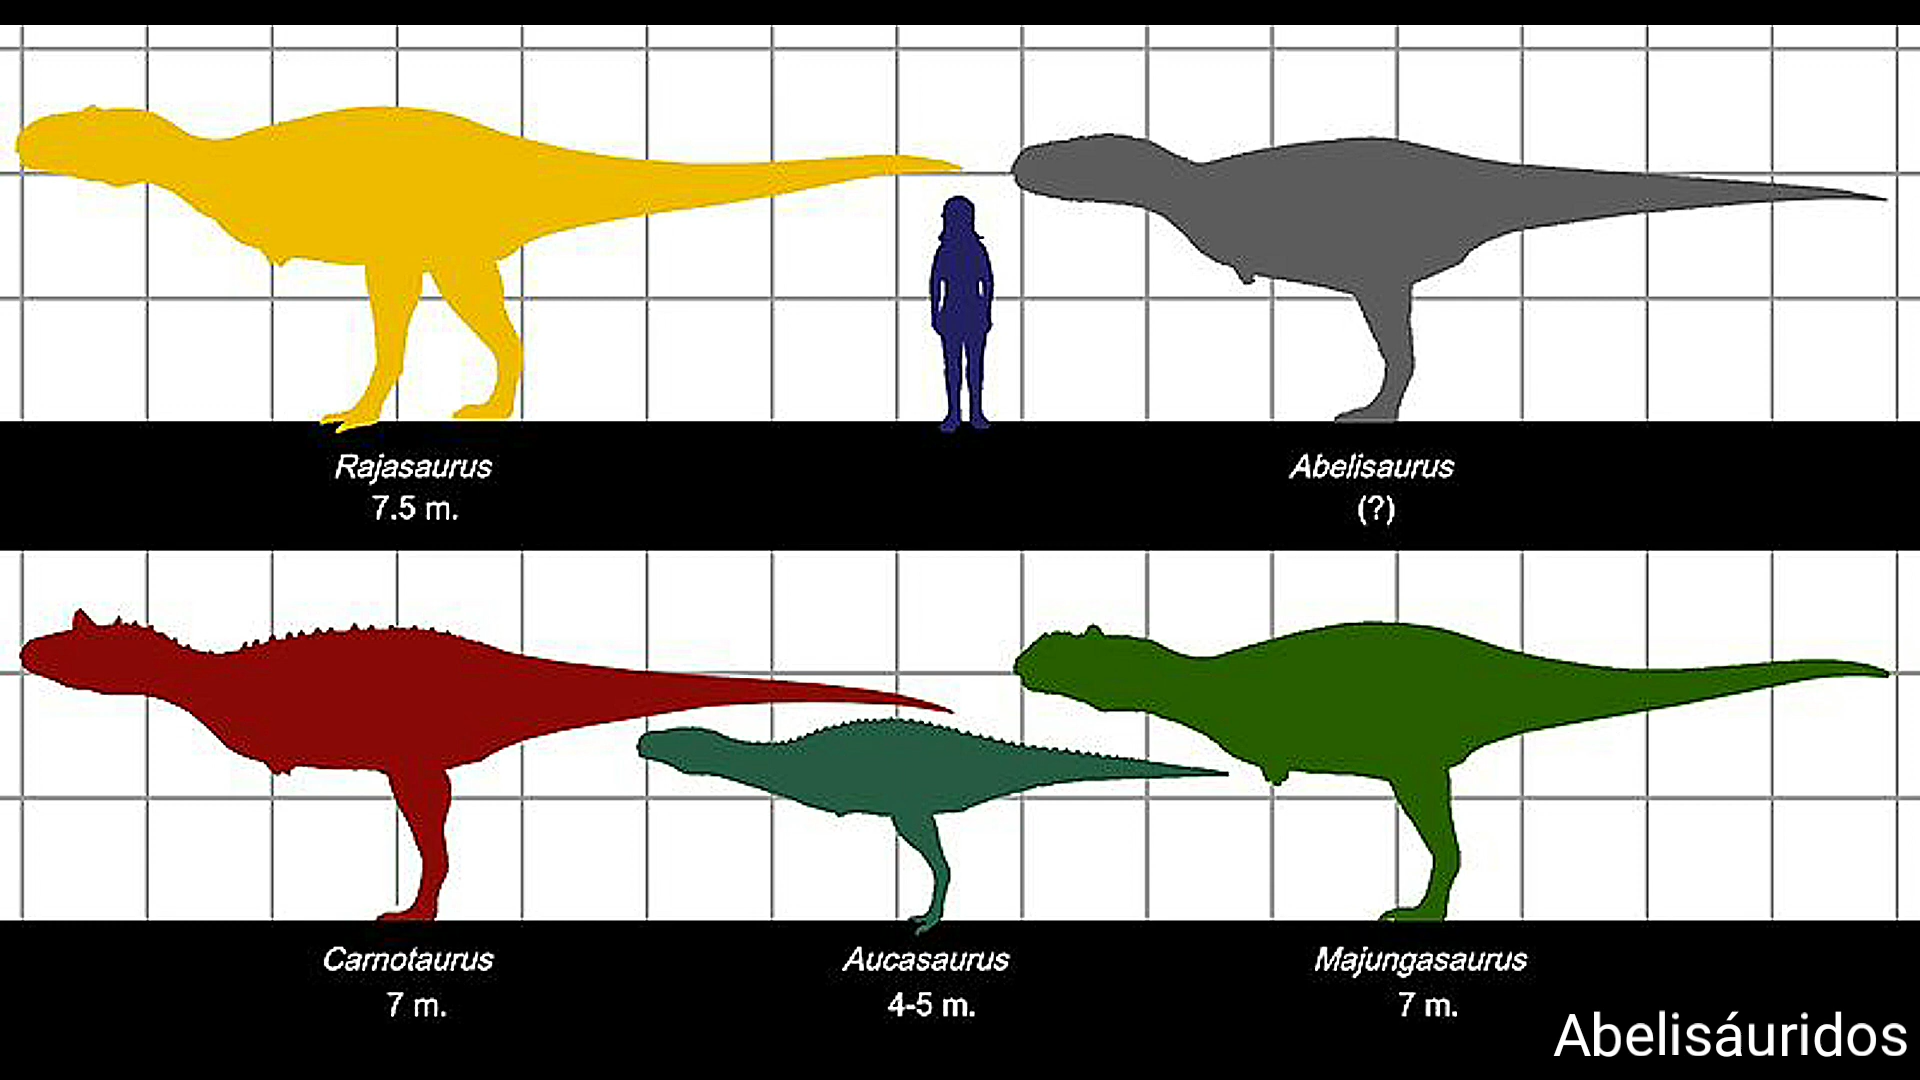 Rajasaurus
7.5 m.
Abelisaurus
(?)
Carnotaurus
7 m.
Aucasaurus
4-5 m.
Majungasaurus
7 m.
Abelisáuridos